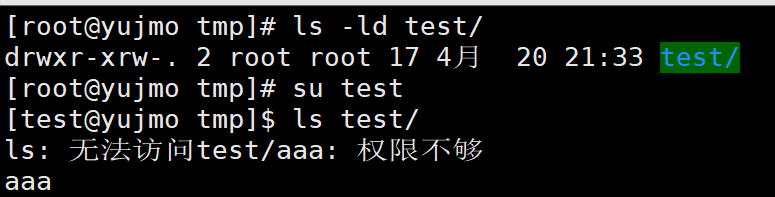 [root@yujmo tmp]# ls -ld test/
drwxr-xrw-. 2 root root 17 4月  20 21:33 test/
[root@yujmo tmp]# su test
[test@yujmo tmp]$ ls test/
ls: 无法访问test/aaa: 权限不够
aaa